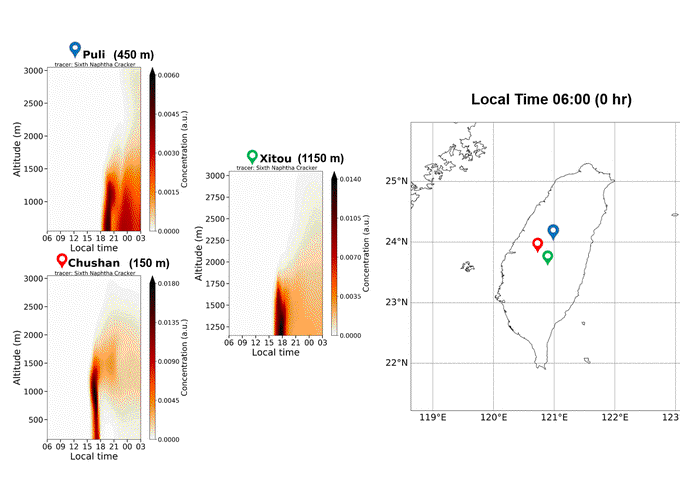 Puli (450 m)
tracer: Sixth Naphtha Cracker
Altitude (m)
3000
2500
2000
1500
1000
06 09 12 15 18 21 00 03
Local time
0.0060
0.0045
0.0030
0.0015
0.0000
Concentration (a.u.)
Chushan (150 m)
tracer: Sixth Naphtha Cracker
Altitude (m)
3000
2500
2000
1500
1000
500
06 09 12 15 18 21 00 03
Local time
0.0180
0.0135
0.0090
0.0045
0.0000
Concentration (a.u.)
Xitou (1150 m)
tracer: Sixth Naphtha Cracker
Altitude (m)
3000
2750
2500
2250
2000
1750
1500
1250
06 09 12 15 18 21 00 03
Local time
0.0140
0.0105
0.0070
0.0035
0.0000
Concentration (a.u.)
Local Time 06:00 (0 hr)
25°N
24°N
23°N
22°N
119°E 120°E 121°E 122°E 123